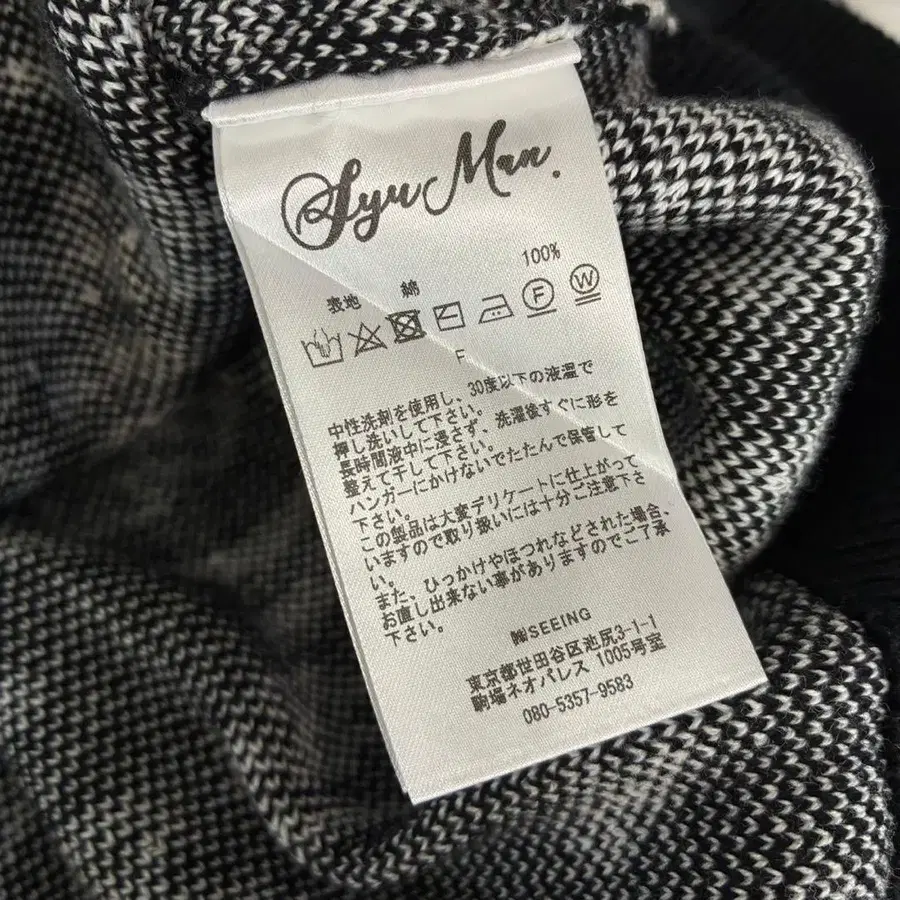 Syu Man.
表地 綿 100%
F W
F
中性洗剤を使用し、30度以下の液温で
押し洗いして下さい。
長時間液中に浸さず、洗濯後すぐに形を
整えて干して下さい。
ハンガーにかけないでたたんで保管して
下さい。
この製品は大変デリケートに仕上がって
いますので取り扱いには十分ご注意下さ
い。
また、ひっかけやほつれなどされた場合、
お直し出来ない事がありますのでご了承
下さい。
㈱SEEING
東京都世田谷区池尻3-1-1
駒場ネオパレス 1005号室
080-5357-9583